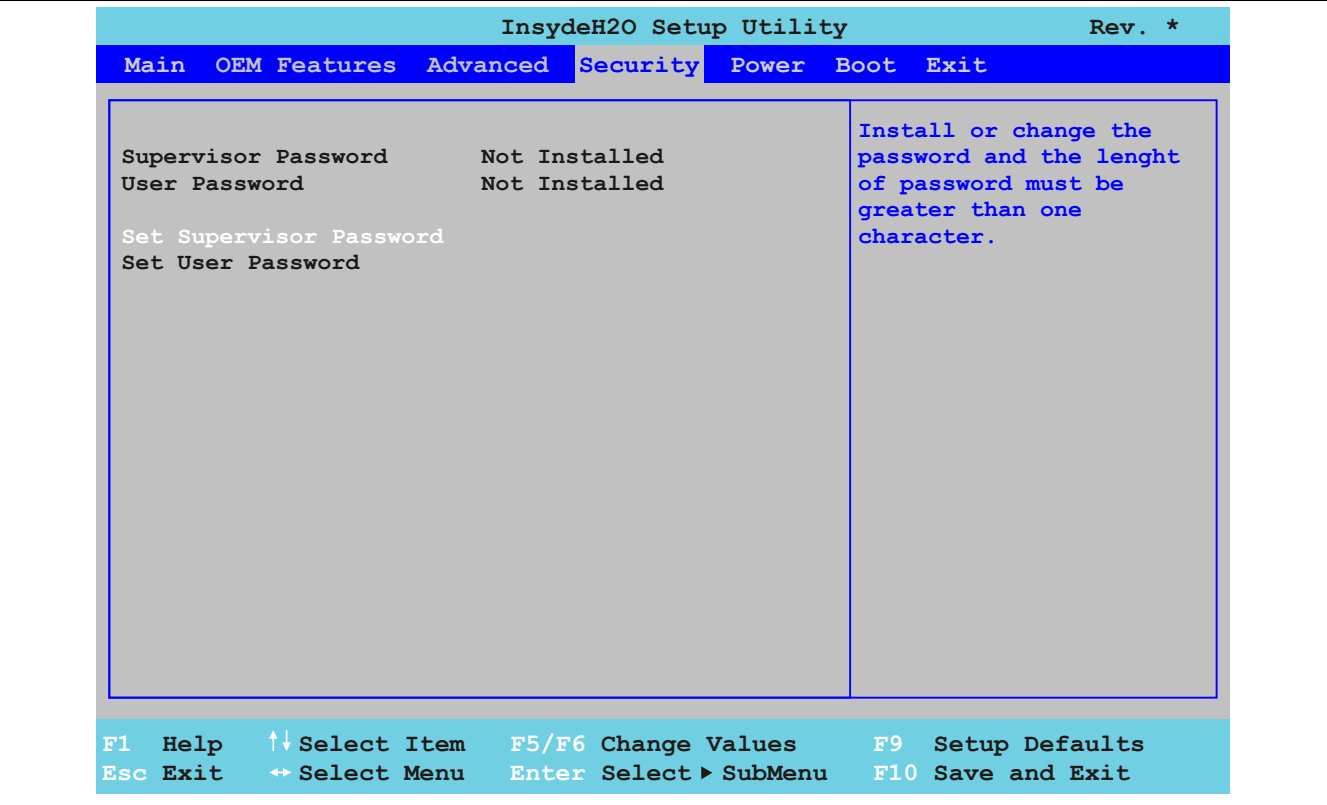 InsydeH2O Setup Utility Rev. *
Main OEM Features Advanced Security Power Boot Exit
Supervisor Password Not Installed
User Password Not Installed
Set Supervisor Password
Set User Password
Install or change the
password and the lenght
of password must be
greater than one
character.
F1 Help ↑↓ Select Item F5/F6 Change Values F9 Setup Defaults
Esc Exit ↔ Select Menu Enter Select ▶ SubMenu F10 Save and Exit